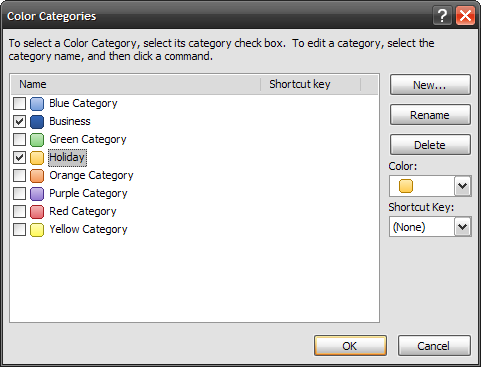 Color Categories
To select a Color Category, select its category check box.  To edit a category, select the
category name, and then click a command.
Name Shortcut key
Blue Category
Business
Green Category
Holiday
Orange Category
Purple Category
Red Category
Yellow Category
New...
Rename
Delete
Color:
Shortcut Key:
(None)
OK Cancel